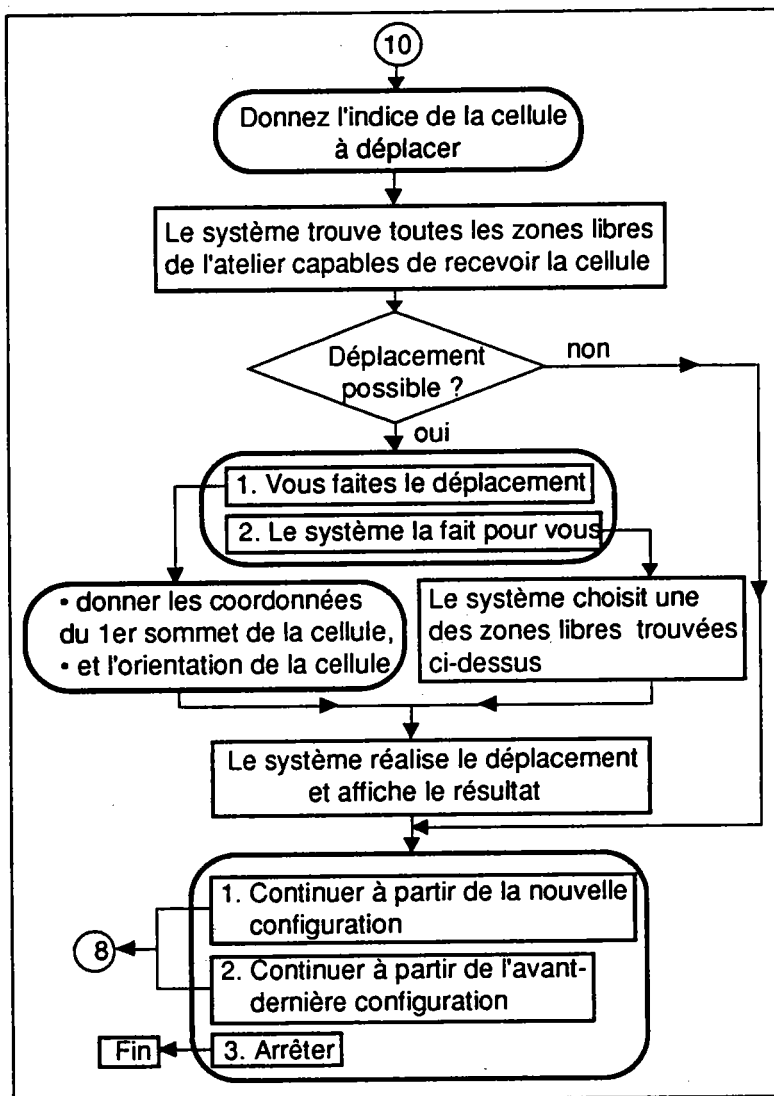 10
Donnez l'indice de la cellule
à déplacer
Le système trouve toutes les zones libres
de l'atelier capables de recevoir la cellule
Déplacement
possible ?
non
oui
1. Vous faites le déplacement
2. Le système la fait pour vous
• donner les coordonnées
du 1er sommet de la cellule,
• et l'orientation de la cellule
Le système choisit une
des zones libres trouvées
ci-dessus
Le système réalise le déplacement
et affiche le résultat
1. Continuer à partir de la nouvelle
configuration
8
2. Continuer à partir de l'avant-
dernière configuration
Fin
3. Arrêter